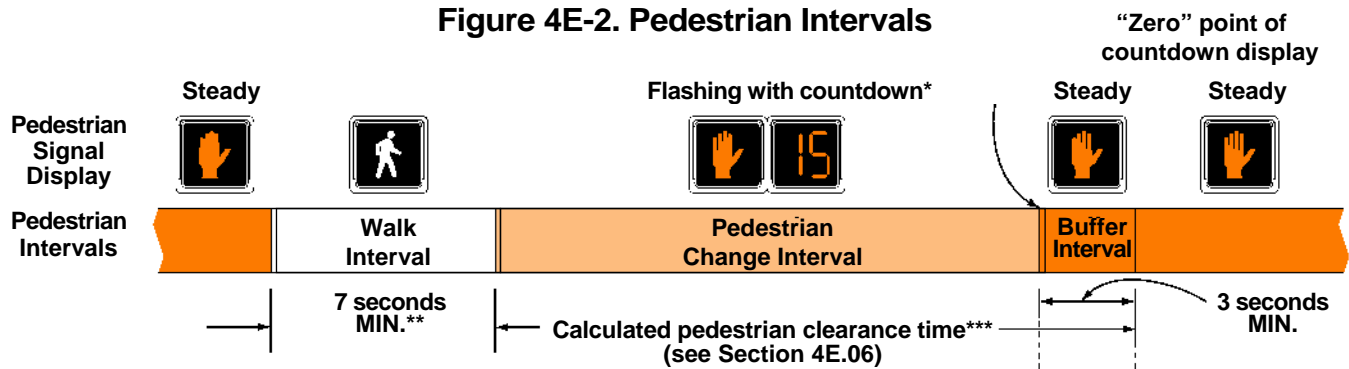 Figure 4E-2. Pedestrian Intervals
“Zero” point of
countdown display
Steady
Flashing with countdown*
Steady
Steady
Pedestrian
Signal
Display
15
Pedestrian
Intervals
Walk
Interval
Pedestrian
Change Interval
Buffer
Interval
7 seconds
MIN.**
Calculated pedestrian clearance time***
(see Section 4E.06)
3 seconds
MIN.